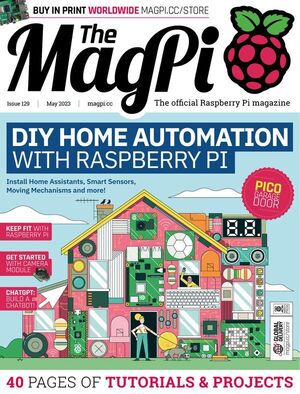 BUY IN PRINT WORLDWIDE MAGPI.CC/STORE
The
MagPi
Issue 129 | May 2023 | magpi.cc
The official Raspberry Pi magazine
DIY HOME AUTOMATION
WITH RASPBERRY PI
Install Home Assistants, Smart Sensors,
Moving Mechanisms and more!
PICO
GARAGE
DOOR
KEEP FIT WITH
RASPBERRY PI
GET STARTED
WITH CAMERA
MODULE
CHATGPT:
BUILD A
CHATBOT!
GLOBAL
DELIVERY
40 PAGES OF TUTORIALS & PROJECTS